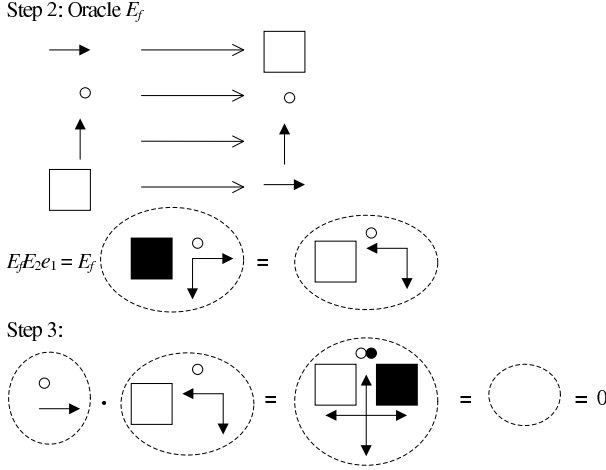 Step 2: Oracle E_f
E_fE_2e_1 = E_f =
Step 3:
· = = = 0